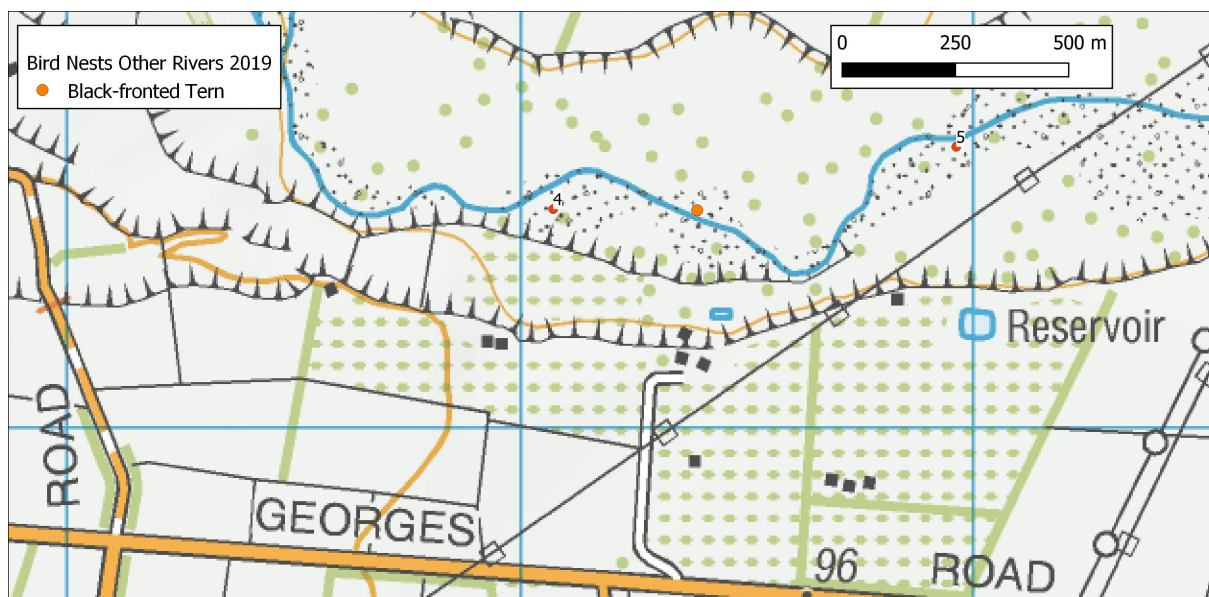 Bird Nests Other Rivers 2019
Black-fronted Tern
0 250 500 m
5
4
Reservoir
ROAD
GEORGES
96
ROAD